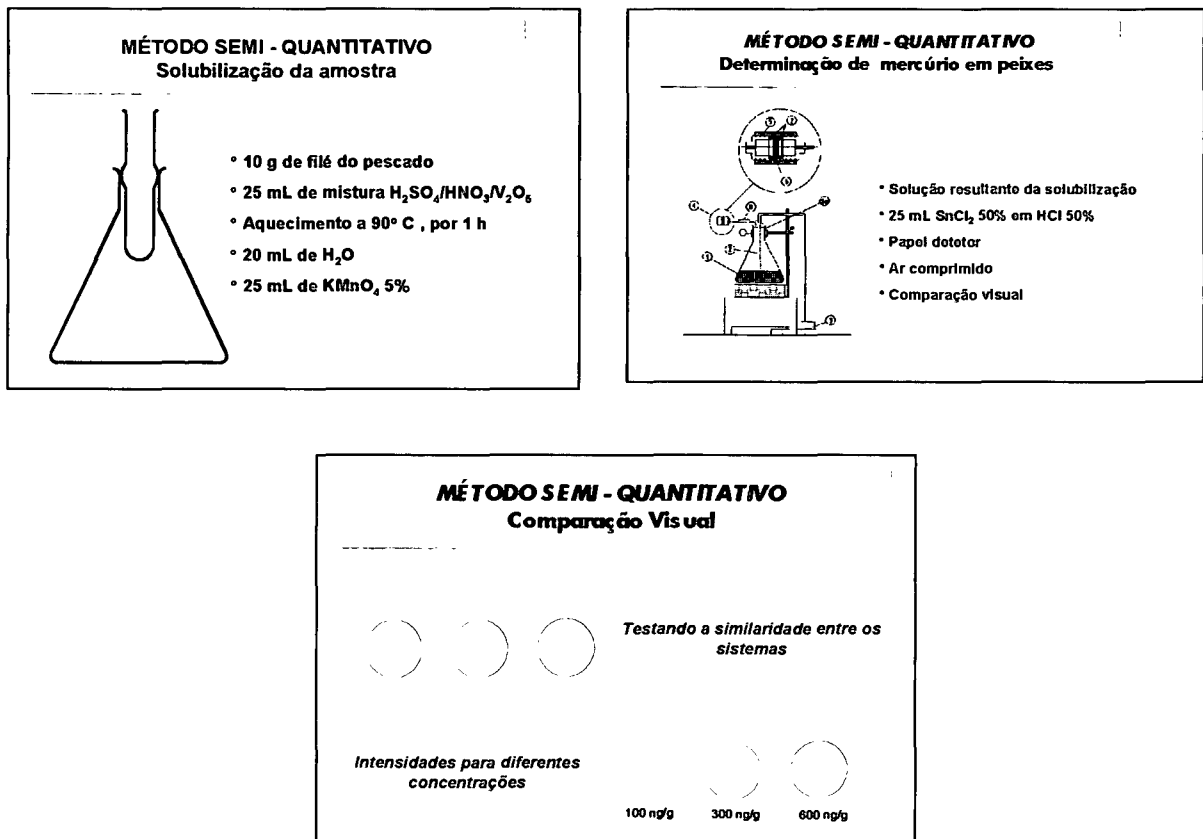 MÉTODO SEMI - QUANTITATIVO
Solubilização da amostra
° 10 g de filé do pescado
° 25 mL de mistura H₂SO₄/HNO₃/V₂O₅
° Aquecimento a 90° C , por 1 h
° 20 mL de H₂O
° 25 mL de KMnO₄ 5%
MÉTODO SEMI - QUANTITATIVO
Determinação de mercúrio em peixes
• Solução resultante da solubilização
• 25 mL SnCl₂ 50% em HCl 50%
• Papel detetor
• Ar comprimido
• Comparação visual
MÉTODO SEMI - QUANTITATIVO
Comparação Visual
Testando a similaridade entre os
sistemas
Intensidades para diferentes
concentrações
100 ng/g 300 ng/g 600 ng/g